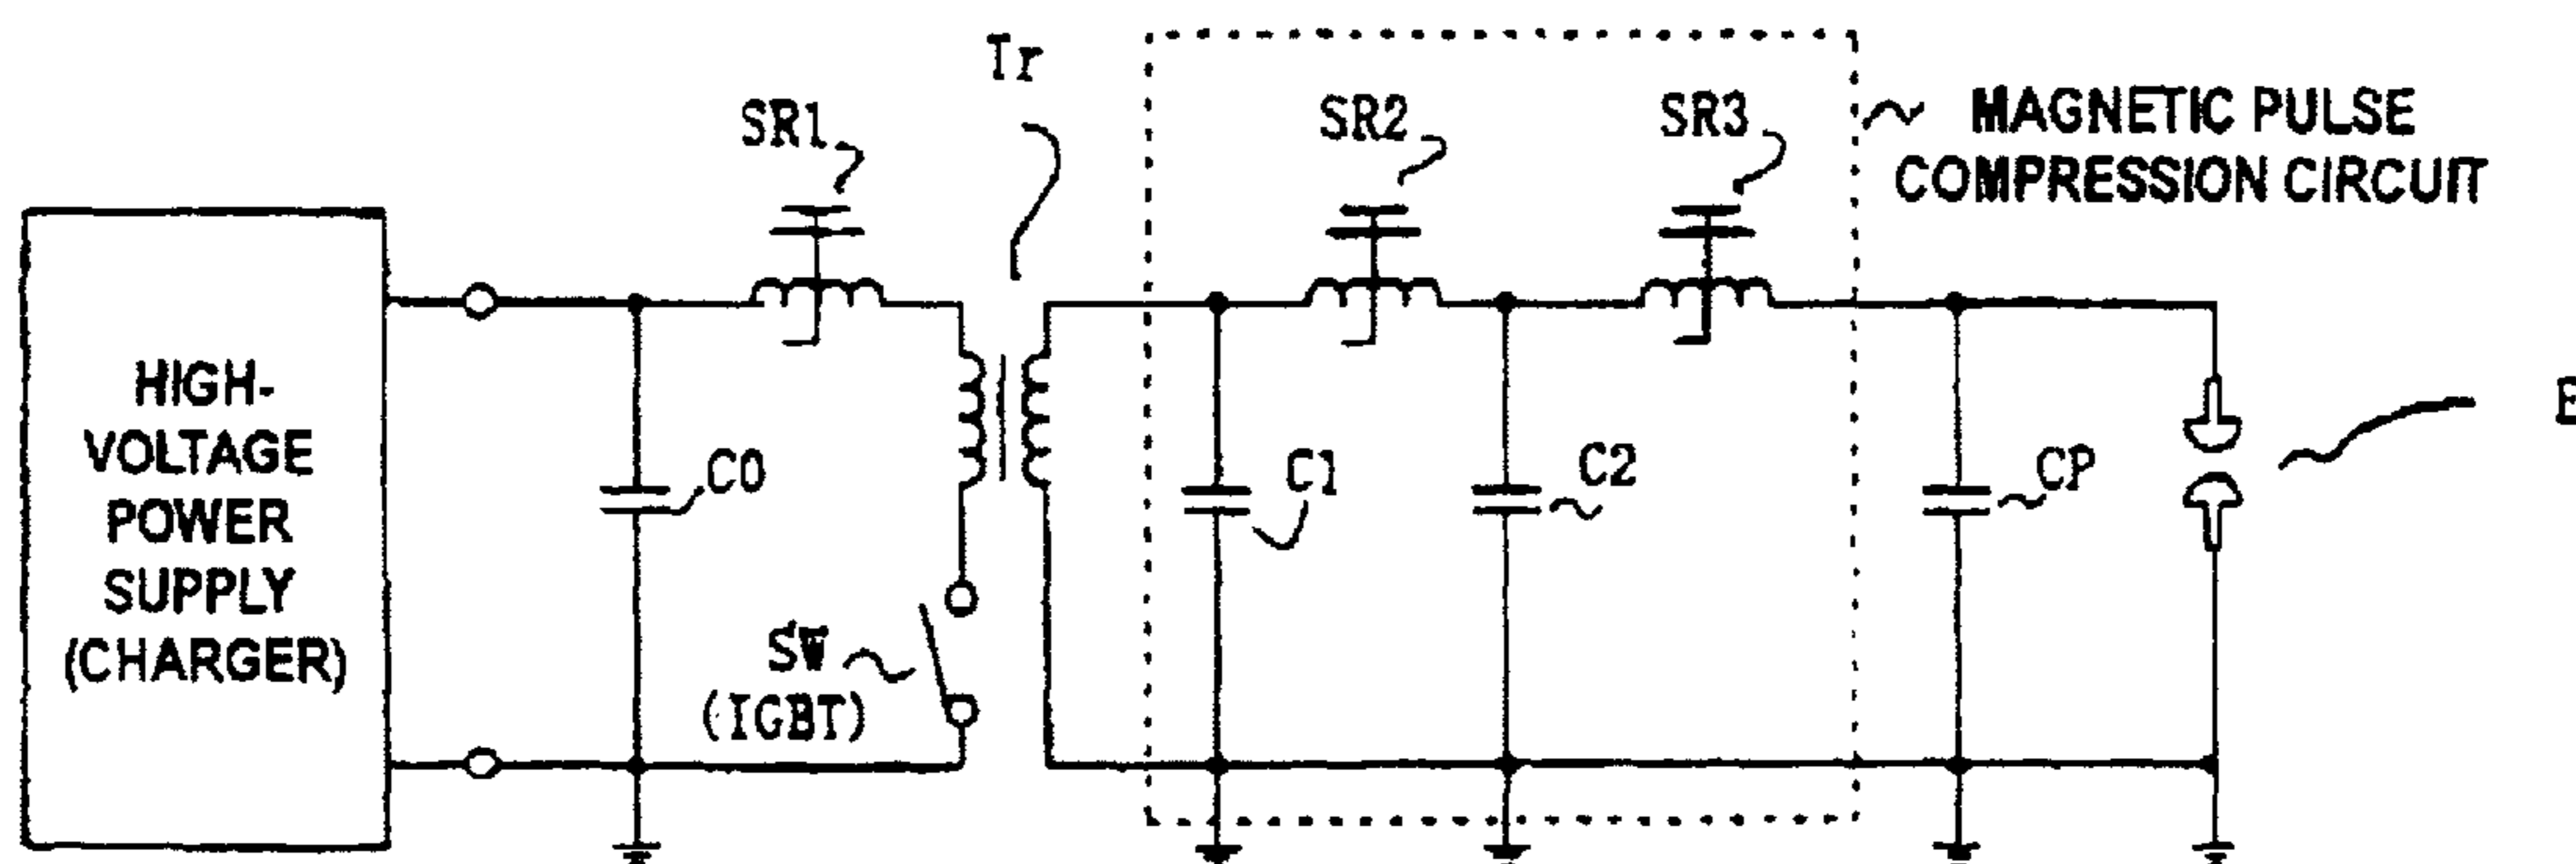 Tr
SR1
SR2
SR3
MAGNETIC PULSE
COMPRESSION CIRCUIT
HIGH-
VOLTAGE
POWER
SUPPLY
(CHARGER)
C0
C1
C2
CP
E
SW
(IGBT)